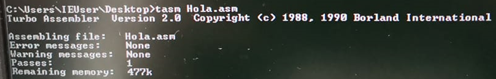 C:\Users\IEUser\Desktop>tasm Hola.asm
Turbo Assembler  Version 2.0  Copyright (c) 1988, 1990 Borland International

Assembling file:   Hola.asm
Error messages:    None
Warning messages:  None
Passes:            1
Remaining memory:  477k